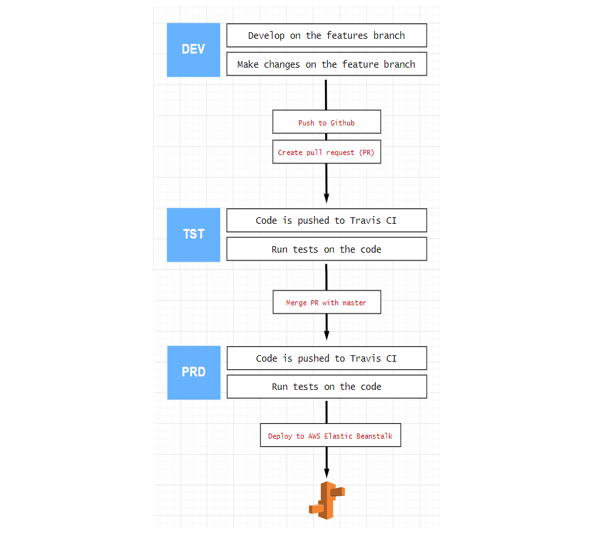 DEV
Develop on the features branch
Make changes on the feature branch
Push to Github
Create pull request (PR)
TST
Code is pushed to Travis CI
Run tests on the code
Merge PR with master
PRD
Code is pushed to Travis CI
Run tests on the code
Deploy to AWS Elastic Beanstalk